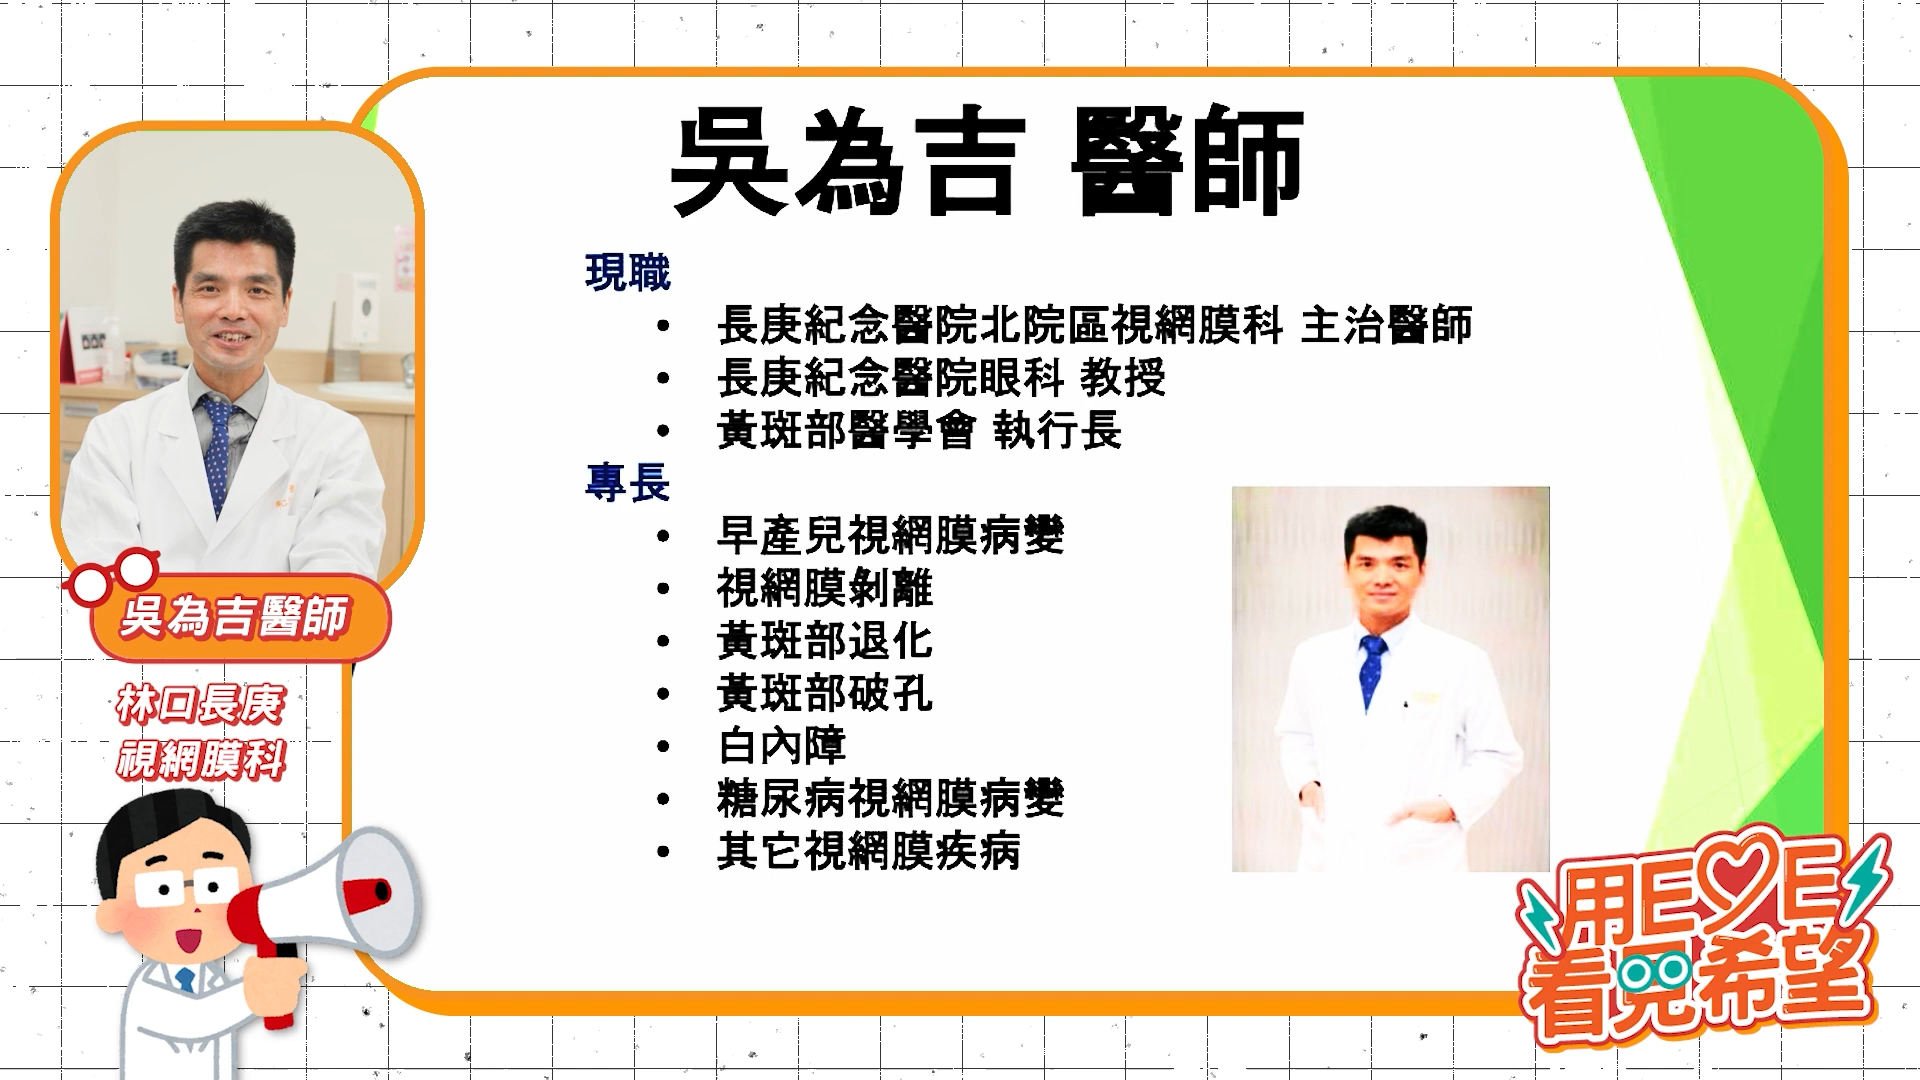 吳為吉 醫師
現職
• 長庚紀念醫院北院區視網膜科 主治醫師
• 長庚紀念醫院眼科 教授
• 黃斑部醫學會 執行長
專長
• 早產兒視網膜病變
• 視網膜剝離
• 黃斑部退化
• 黃斑部破孔
• 白內障
• 糖尿病視網膜病變
• 其它視網膜疾病
吳為吉醫師
林口長庚
視網膜科
用EYE
看見希望